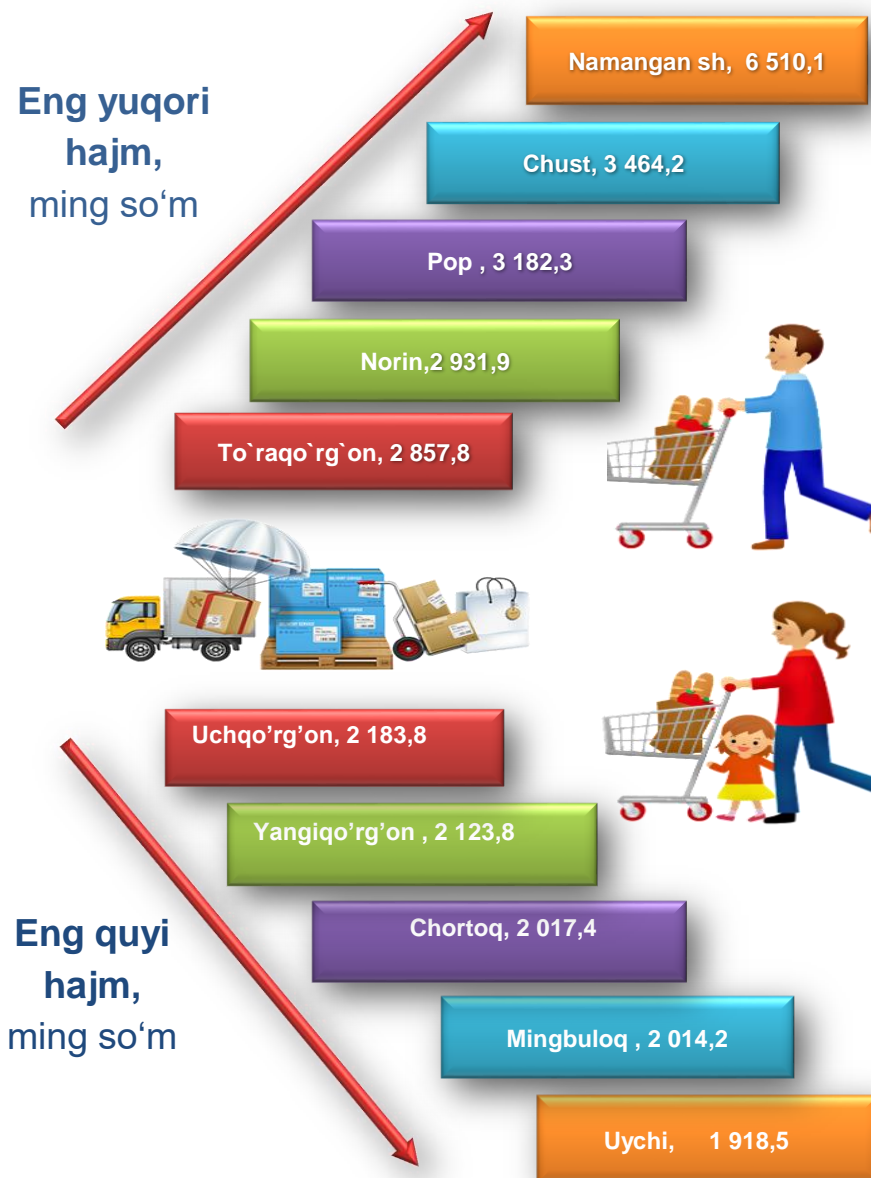 Eng yuqori
hajm,
ming so‘m
Namangan sh, 6 510,1
Chust, 3 464,2
Pop , 3 182,3
Norin,2 931,9
To`raqo`rg`on, 2 857,8
Uchqo’rg’on, 2 183,8
Yangiqo’rg’on , 2 123,8
Chortoq, 2 017,4
Eng quyi
hajm,
ming so‘m
Mingbuloq , 2 014,2
Uychi, 1 918,5